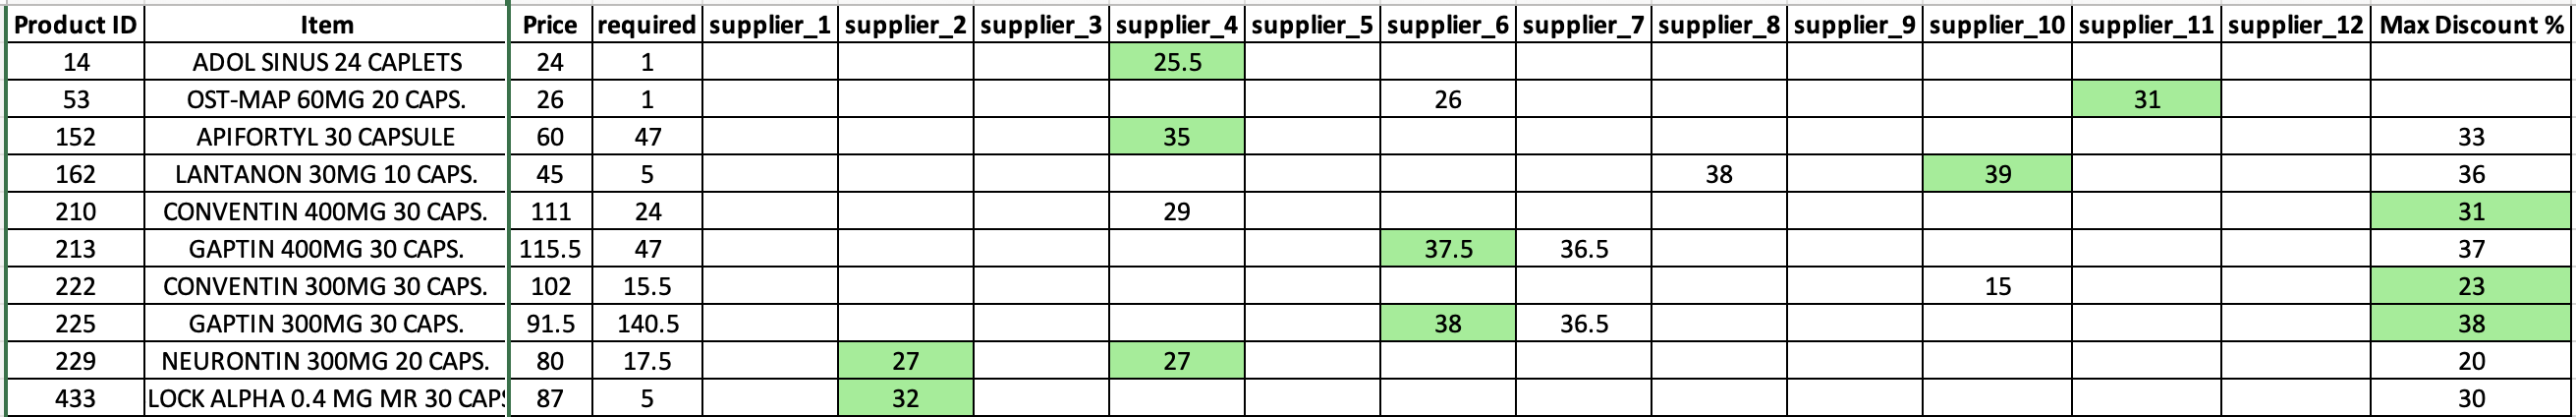 Product ID Item Price required supplier_1 supplier_2 supplier_3 supplier_4 supplier_5 supplier_6 supplier_7 supplier_8 supplier_9 supplier_10 supplier_11 supplier_12 Max Discount %
14 ADOL SINUS 24 CAPLETS 24 1 25.5
53 OST-MAP 60MG 20 CAPS. 26 1 26 31
152 APIFORTYL 30 CAPSULE 60 47 35 33
162 LANTANON 30MG 10 CAPS. 45 5 38 39 36
210 CONVENTIN 400MG 30 CAPS. 111 24 29 31
213 GAPTIN 400MG 30 CAPS. 115.5 47 37.5 36.5 37
222 CONVENTIN 300MG 30 CAPS. 102 15.5 15 23
225 GAPTIN 300MG 30 CAPS. 91.5 140.5 38 36.5 38
229 NEURONTIN 300MG 20 CAPS. 80 17.5 27 27 20
433 LOCK ALPHA 0.4 MG MR 30 CAPS 87 5 32 30